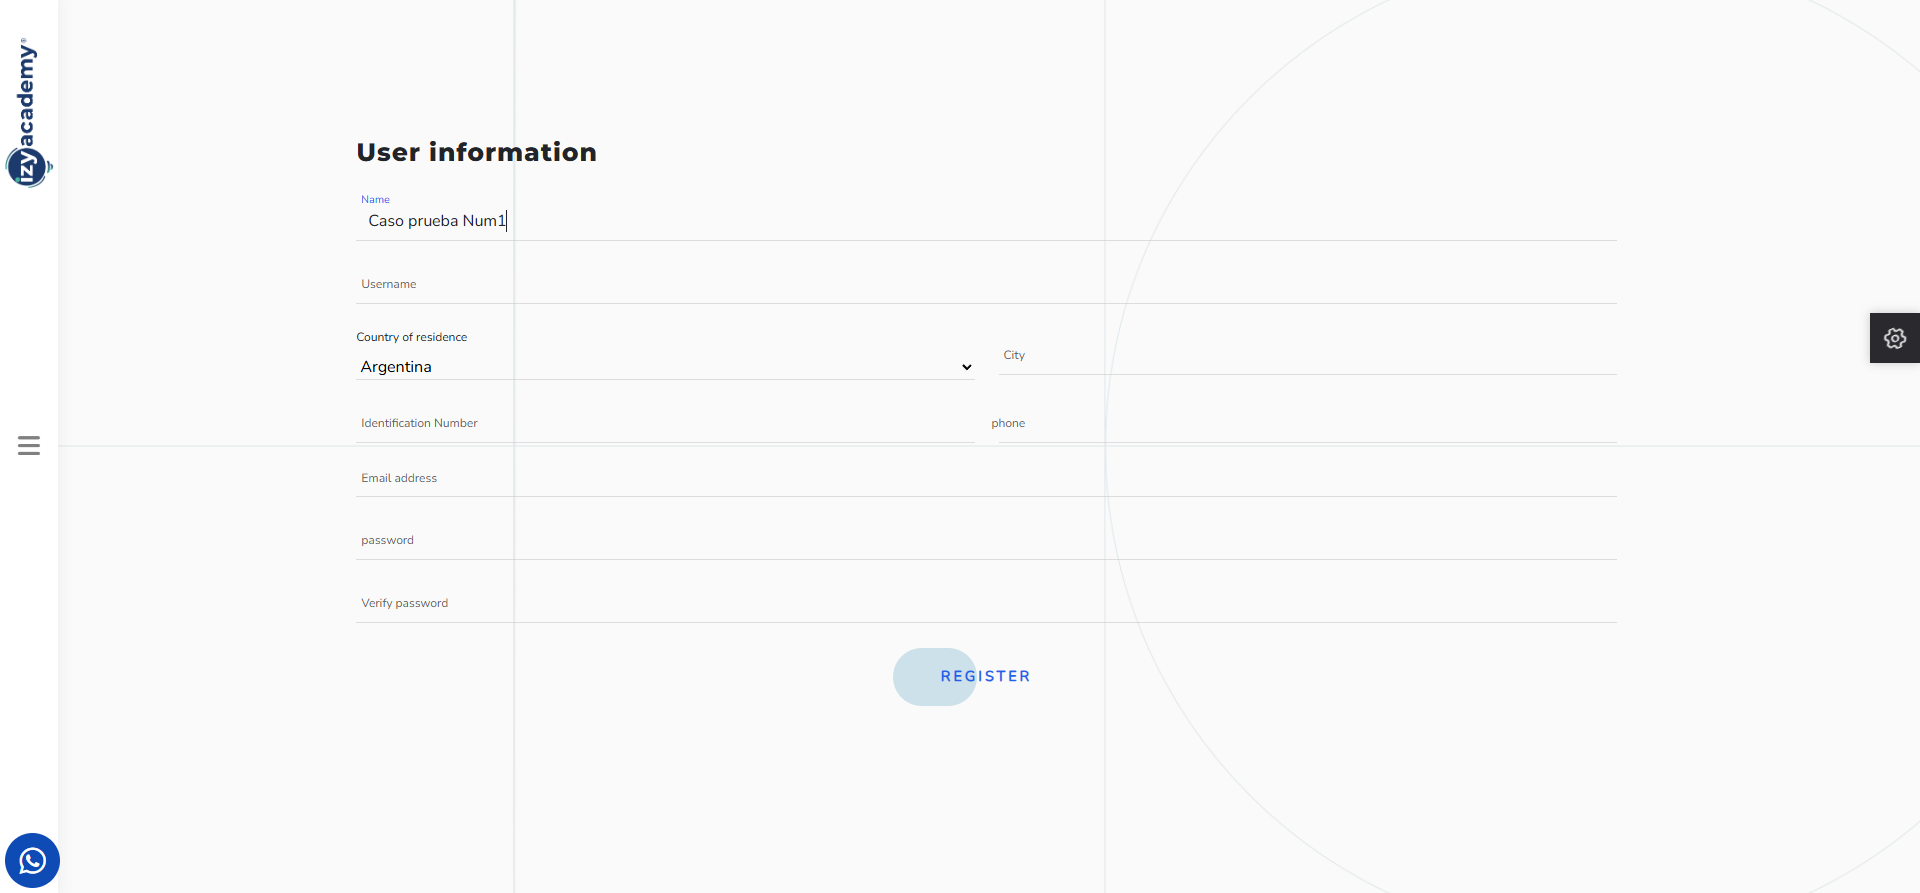 izyacademy®
User information
Name
Caso prueba Num1
Username
Country of residence
Argentina
City
Identification Number
phone
Email address
password
Verify password
REGISTER